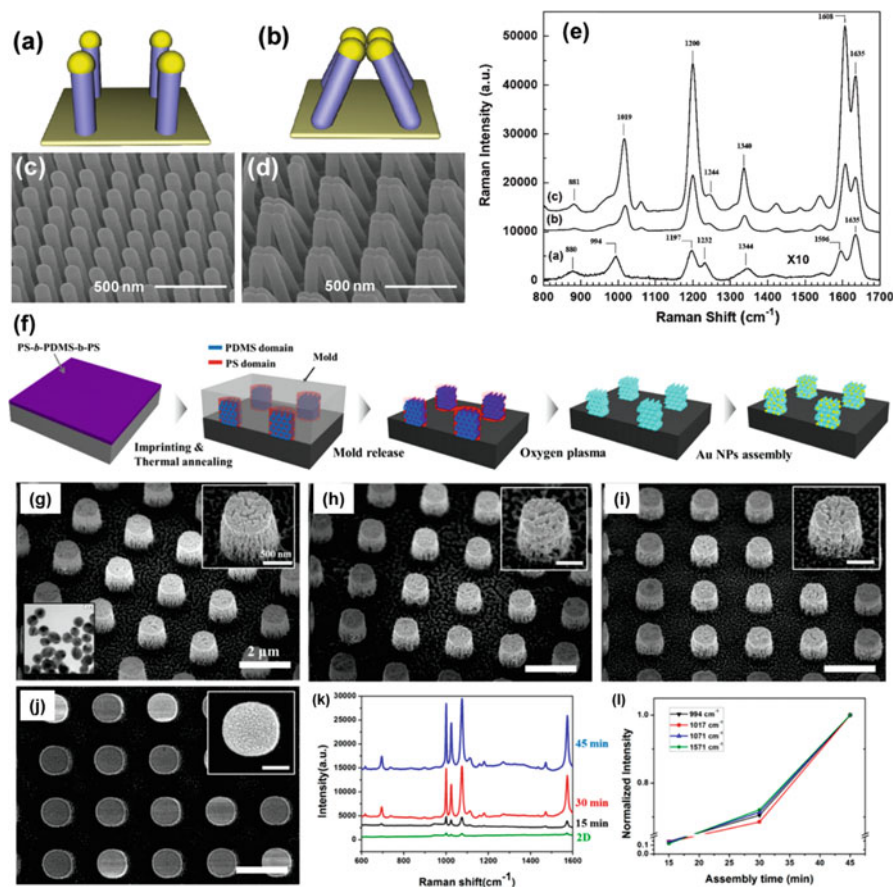 (a)
(b)
(c)
500 nm
(d)
500 nm
(e)
Raman Intensity (a.u.)
50000
40000
30000
20000
10000
0
1608
1635
1200
1019
1340
1244
881
(c)
(b)
(a)
880
994
1197
1232
1344
X10
1596
1635
800 900 1000 1100 1200 1300 1400 1500 1600 1700
Raman Shift (cm⁻¹)
(f)
PS-b-PDMS-b-PS
PDMS domain
PS domain
Mold
Imprinting &
Thermal annealing
Mold release
Oxygen plasma
Au NPs assembly
(g)
500 nm
2 µm
(h)
(i)
(j)
(k)
Intensity(a.u.)
30000
25000
20000
15000
10000
5000
0
45 min
30 min
15 min
2D
600 800 1000 1200 1400 1600
Raman shift(cm⁻¹)
(l)
Normalized Intensity
994 cm⁻¹
1017 cm⁻¹
1071 cm⁻¹
1571 cm⁻¹
1.0
0.8
0.1
0.0
15 20 25 30 35 40 45
Assembly time (min)